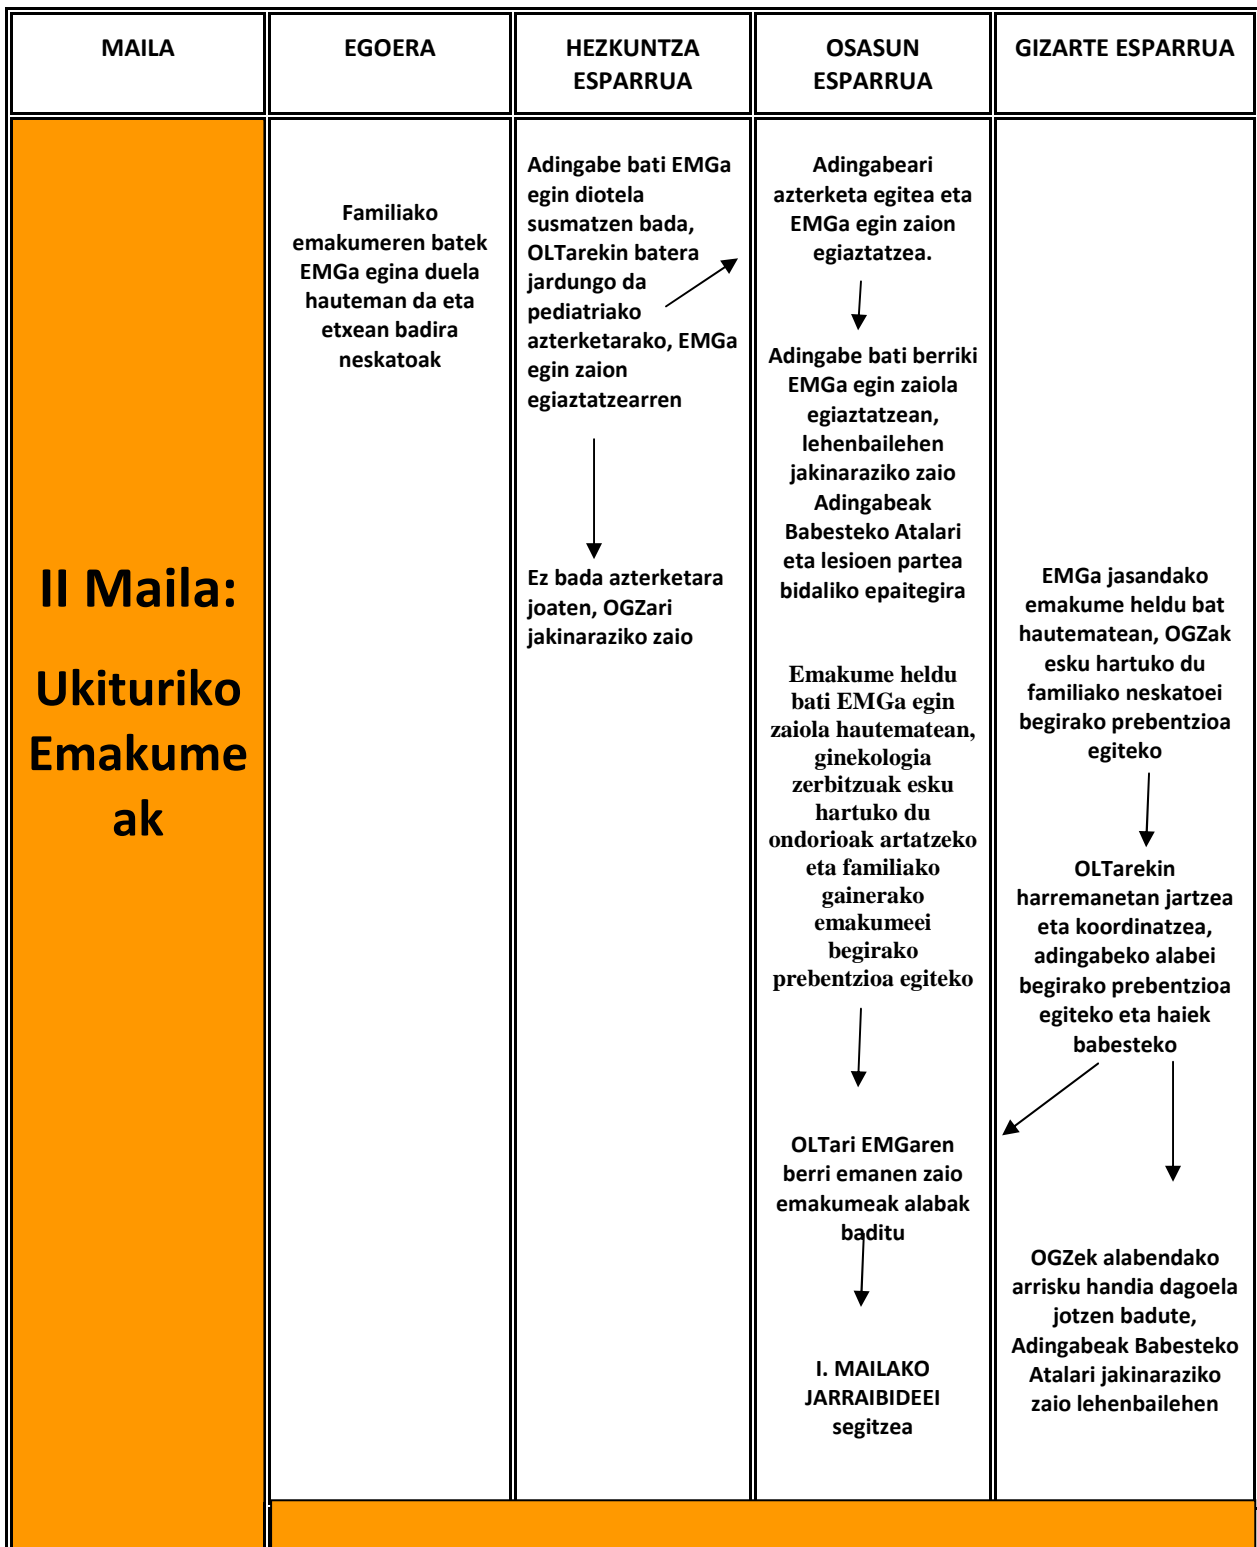 MAILA
EGOERA
HEZKUNTZA
ESPARRUA
OSASUN
ESPARRUA
GIZARTE ESPARRUA
II Maila:
Ukituriko
Emakume
ak
Familiako
emakumeren batek
EMGa egina duela
hauteman da eta
etxean badira
neskatoak
Adingabe bati EMGa
egin diotela
susmatzen bada,
OLTarekin batera
jardungo da
pediatriako
azterketarako, EMGa
egin zaion
egiaztatzearren
Ez bada azterketara
joaten, OGZari
jakinaraziko zaio
Adingabeari
azterketa egitea eta
EMGa egin zaion
egiaztatzea.
Adingabe bati berriki
EMGa egin zaiola
egiaztatzean,
lehenbailehen
jakinaraziko zaio
Adingabeak
Babesteko Atalari
eta lesioen partea
bidaliko epaitegira
Emakume heldu
bati EMGa egin
zaiola hautematean,
ginekologia
zerbitzuak esku
hartuko du
ondorioak artatzeko
eta familiako
gainerako
emakumeei
begirako
prebentzioa egiteko
OLTari EMGaren
berri emanen zaio
emakumeak alabak
baditu
I. MAILAKO
JARRAIBIDEEI
segitzea
EMGa jasandako
emakume heldu bat
hautematean, OGZak
esku hartuko du
familiako neskatoei
begirako prebentzioa
egiteko
OLTarekin
harremanetan jartzea
eta koordinatzea,
adingabeko alabei
begirako prebentzioa
egiteko eta haiek
babesteko
OGZek alabendako
arrisku handia dagoela
jotzen badute,
Adingabeak Babesteko
Atalari jakinaraziko
zaio lehenbailehen